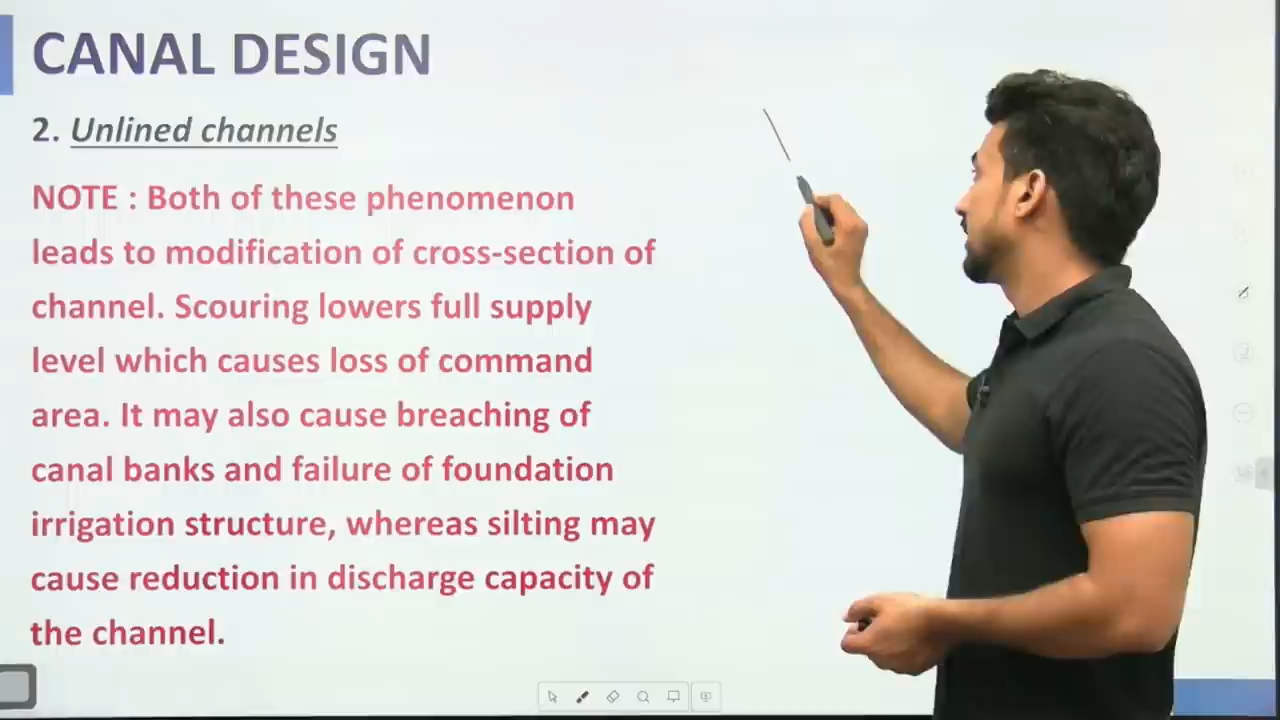 CANAL DESIGN
2. Unlined channels
NOTE : Both of these phenomenon
leads to modification of cross-section of
channel. Scouring lowers full supply
level which causes loss of command
area. It may also cause breaching of
canal banks and failure of foundation
irrigation structure, whereas silting may
cause reduction in discharge capacity of
the channel.